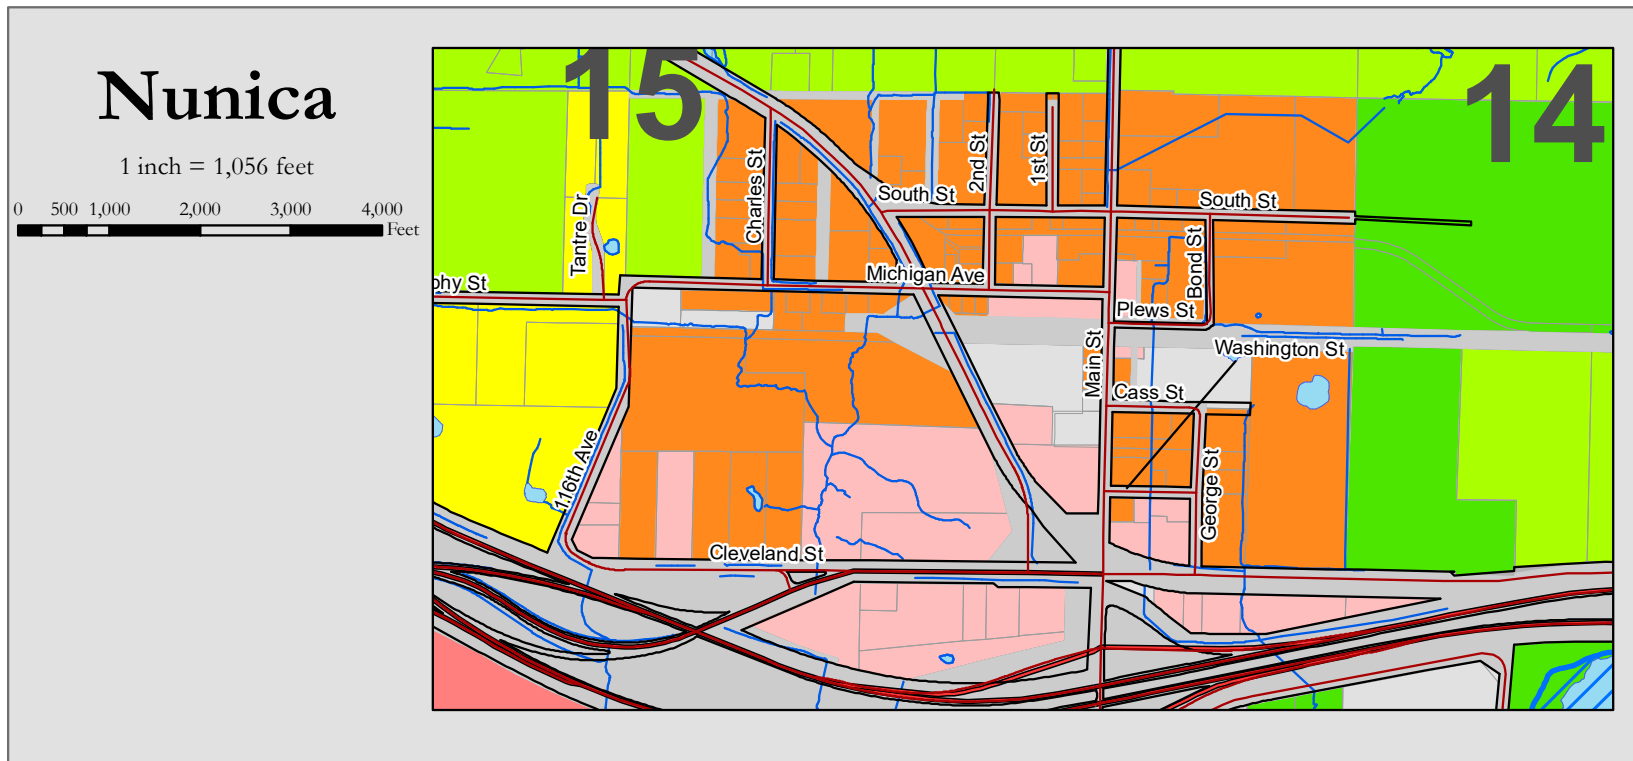 Nunica
1 inch = 1,056 feet
0 500 1,000 2,000 3,000 4,000
Feet
15
14
Charles St
2nd St
1st St
South St
South St
Tantre Dr
Bond St
Michigan Ave
phy St
Plews St
Main St
Washington St
Cass St
116th Ave
George St
Cleveland St